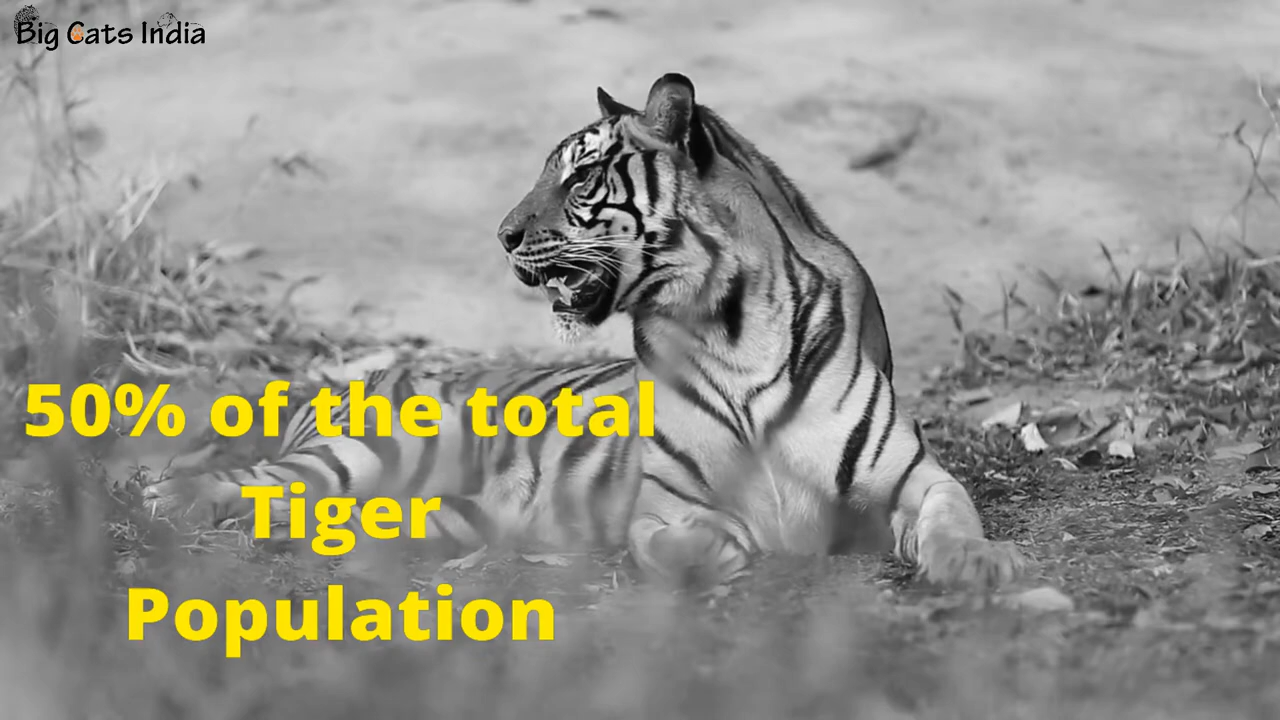 Big Cats India
50% of the total
Tiger
Population